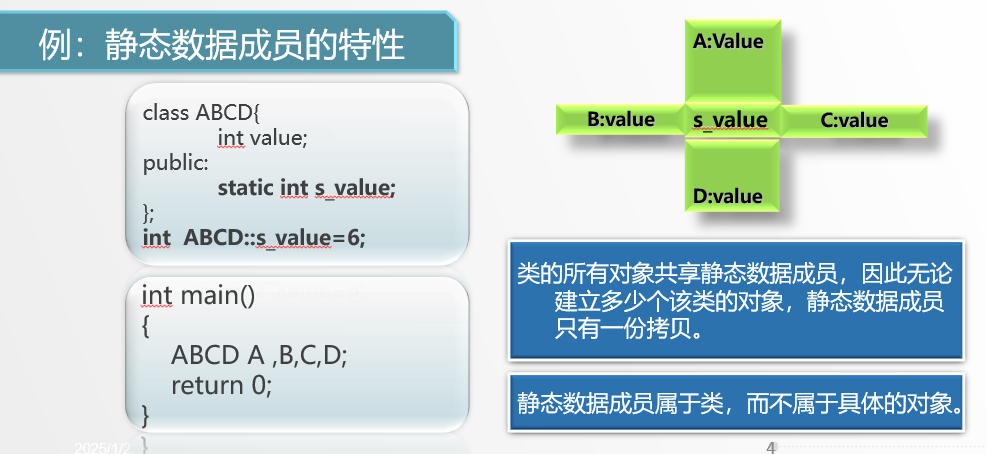 例：静态数据成员的特性
class ABCD{
int value;
public:
static int s_value;
};
int ABCD::s_value=6;
int main()
{
ABCD A ,B,C,D;
return 0;
}
A:Value
B:value
s_value
C:value
D:value
类的所有对象共享静态数据成员，因此无论
建立多少个该类的对象，静态数据成员
只有一份拷贝。
静态数据成员属于类，而不属于具体的对象。
2025/1/2
4